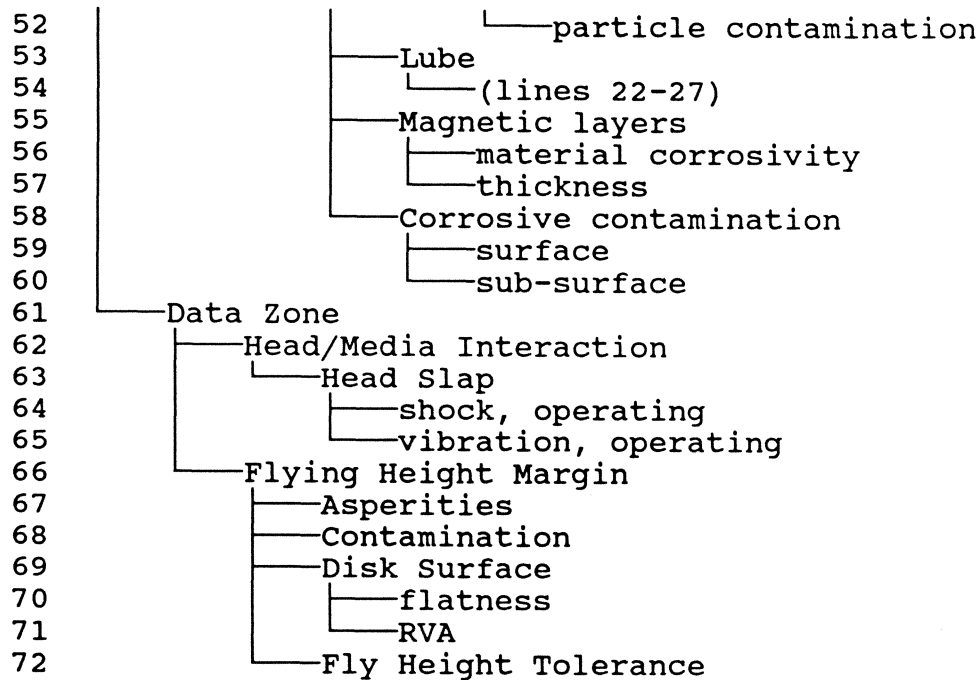 52 particle contamination
53 Lube
54 (lines 22-27)
55 Magnetic layers
56 material corrosivity
57 thickness
58 Corrosive contamination
59 surface
60 sub-surface
61 Data Zone
62 Head/Media Interaction
63 Head Slap
64 shock, operating
65 vibration, operating
66 Flying Height Margin
67 Asperities
68 Contamination
69 Disk Surface
70 flatness
71 RVA
72 Fly Height Tolerance